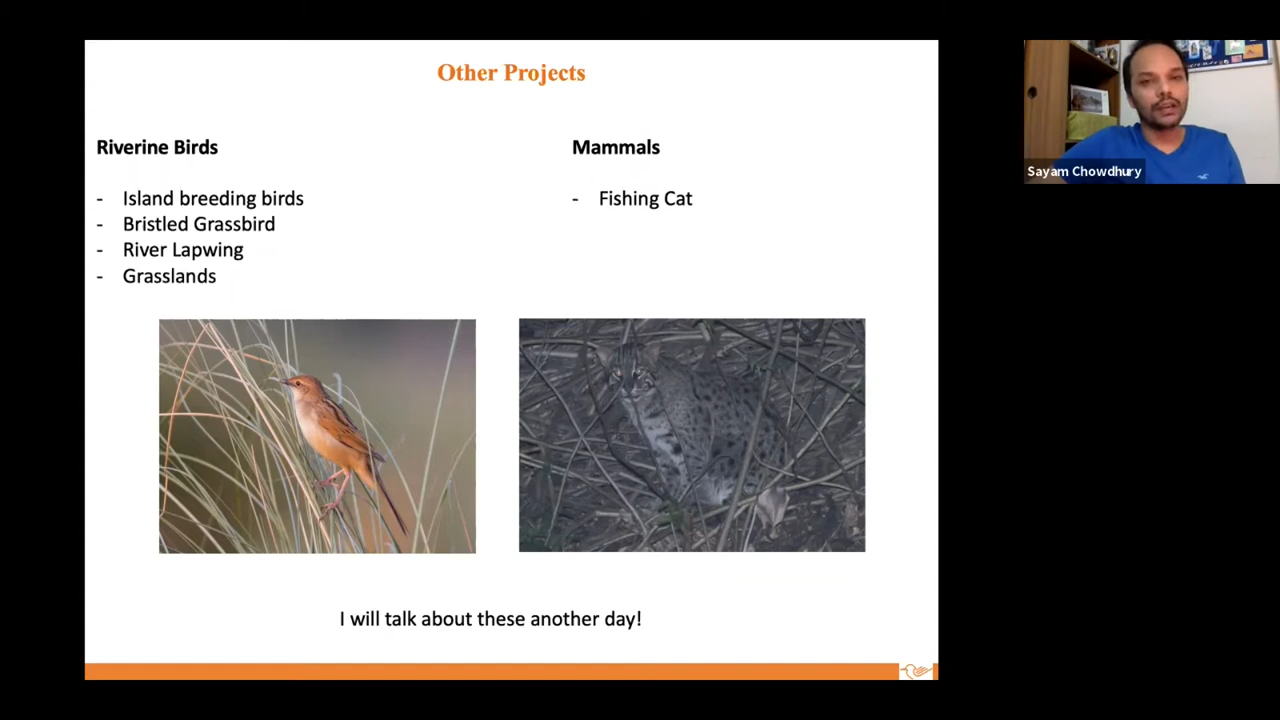 Other Projects
Riverine Birds
- Island breeding birds
- Bristled Grassbird
- River Lapwing
- Grasslands
Mammals
- Fishing Cat
I will talk about these another day!
Sayam Chowdhury